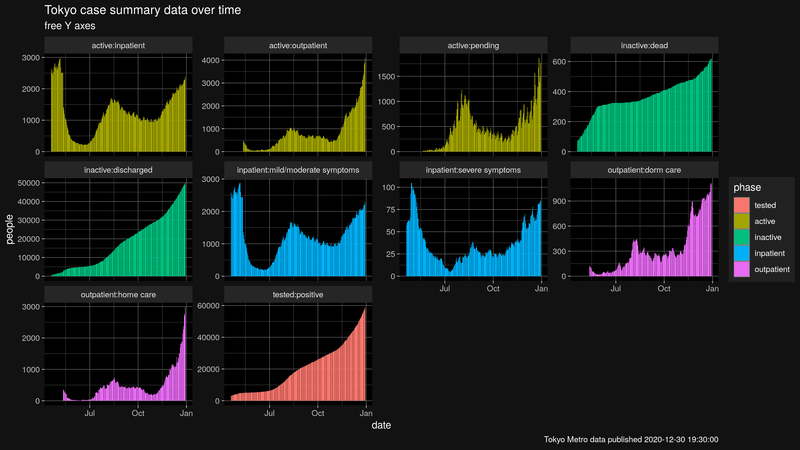 Tokyo case summary data over time
free Y axes
active:inpatient
active:outpatient
active:pending
inactive:dead
3000
2000
1000
0
4000
3000
2000
1000
0
1500
1000
500
0
600
400
200
0
inactive:discharged
inpatient:mild/moderate symptoms
inpatient:severe symptoms
outpatient:dorm care
50000
40000
30000
20000
10000
0
3000
2000
1000
0
100
75
50
25
0
900
600
300
0
Jul Oct Jan
Jul Oct Jan
outpatient:home care
tested:positive
3000
2000
1000
0
60000
40000
20000
0
Jul Oct Jan
Jul Oct Jan
people
date
phase
tested
active
inactive
inpatient
outpatient
Tokyo Metro data published 2020-12-30 19:30:00